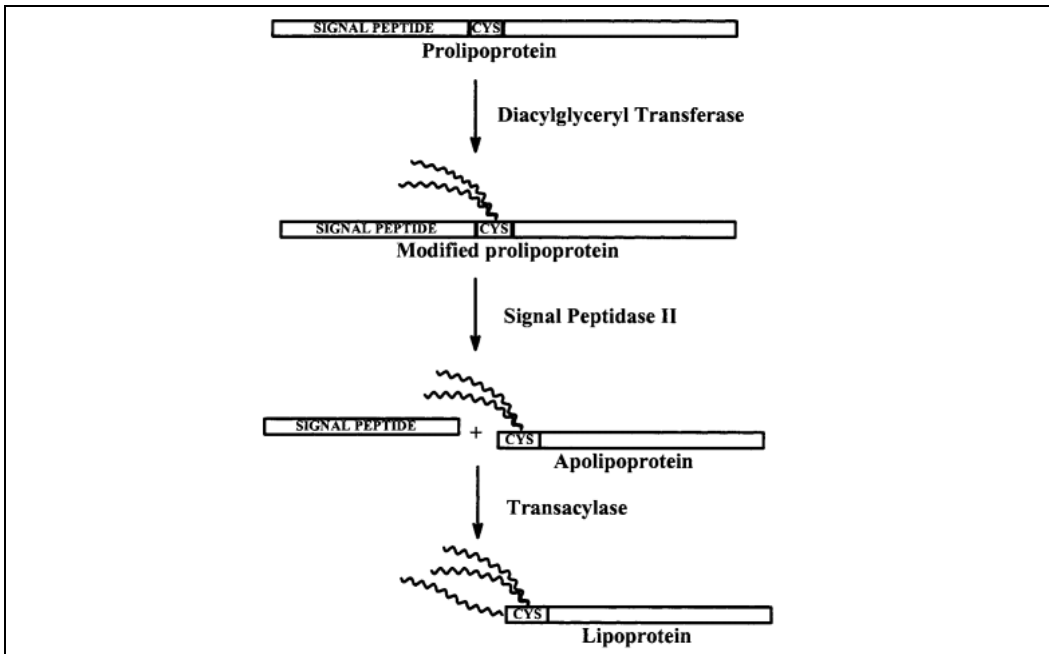 SIGNAL PEPTIDE CYS
Prolipoprotein
Diacylglyceryl Transferase
SIGNAL PEPTIDE CYS
Modified prolipoprotein
Signal Peptidase II
SIGNAL PEPTIDE + CYS
Apolipoprotein
Transacylase
CYS
Lipoprotein